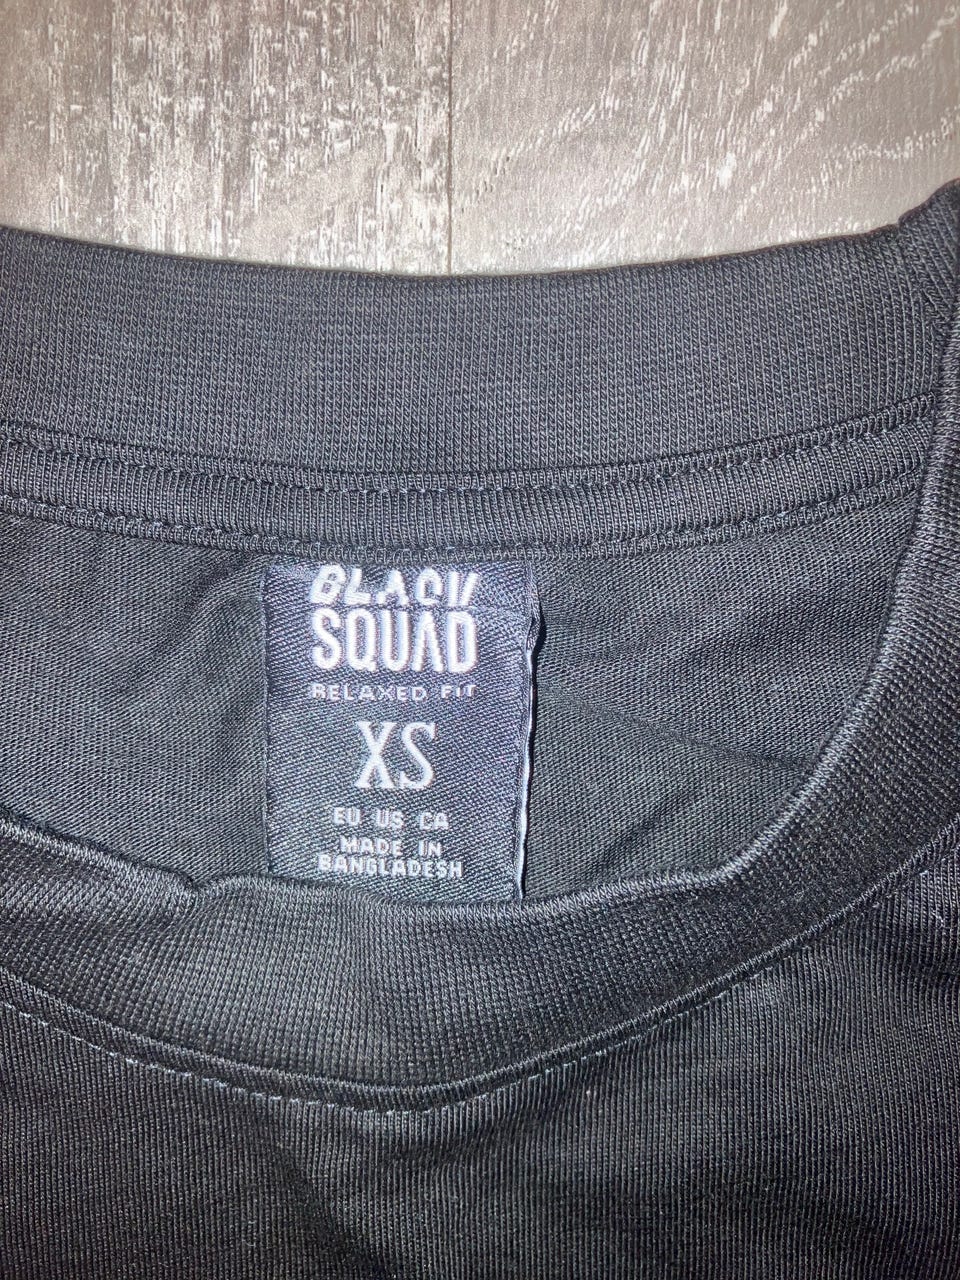 BLACK
SQUAD
RELAXED FIT
XS
EU US CA
MADE IN
BANGLADESH